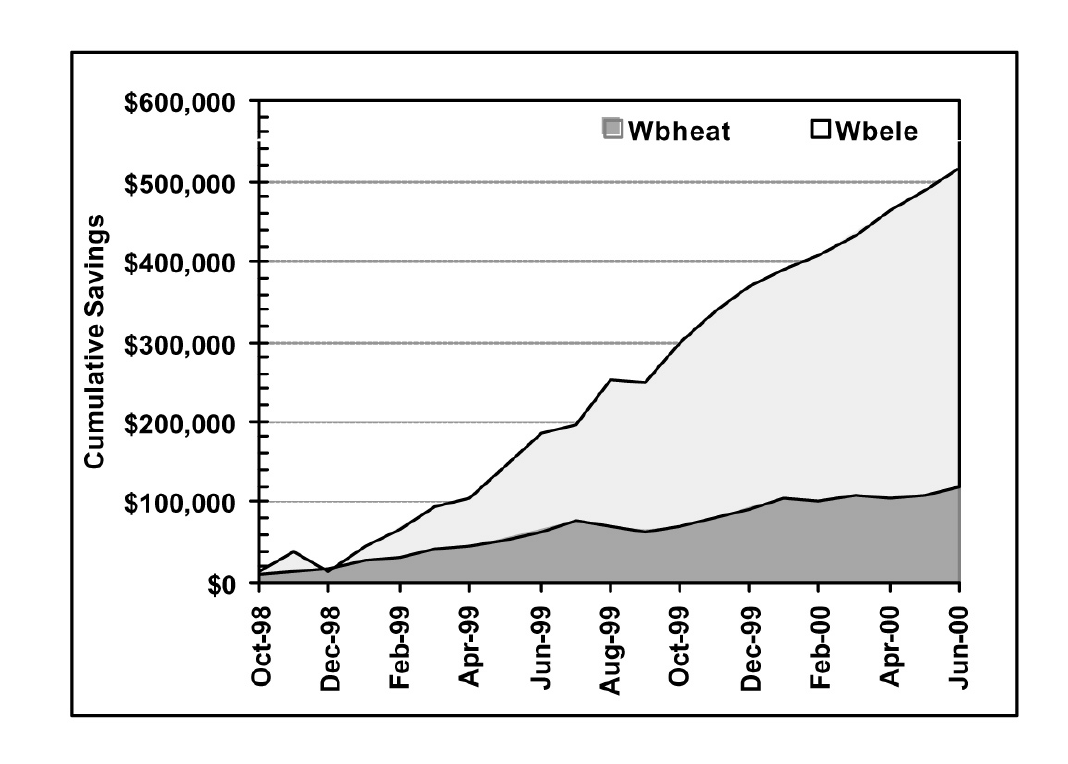 $600,000
Wbheat
Wbele
$500,000
$400,000
$300,000
$200,000
$100,000
$0
Cumulative Savings
Oct-98
Dec-98
Feb-99
Apr-99
Jun-99
Aug-99
Oct-99
Dec-99
Feb-00
Apr-00
Jun-00